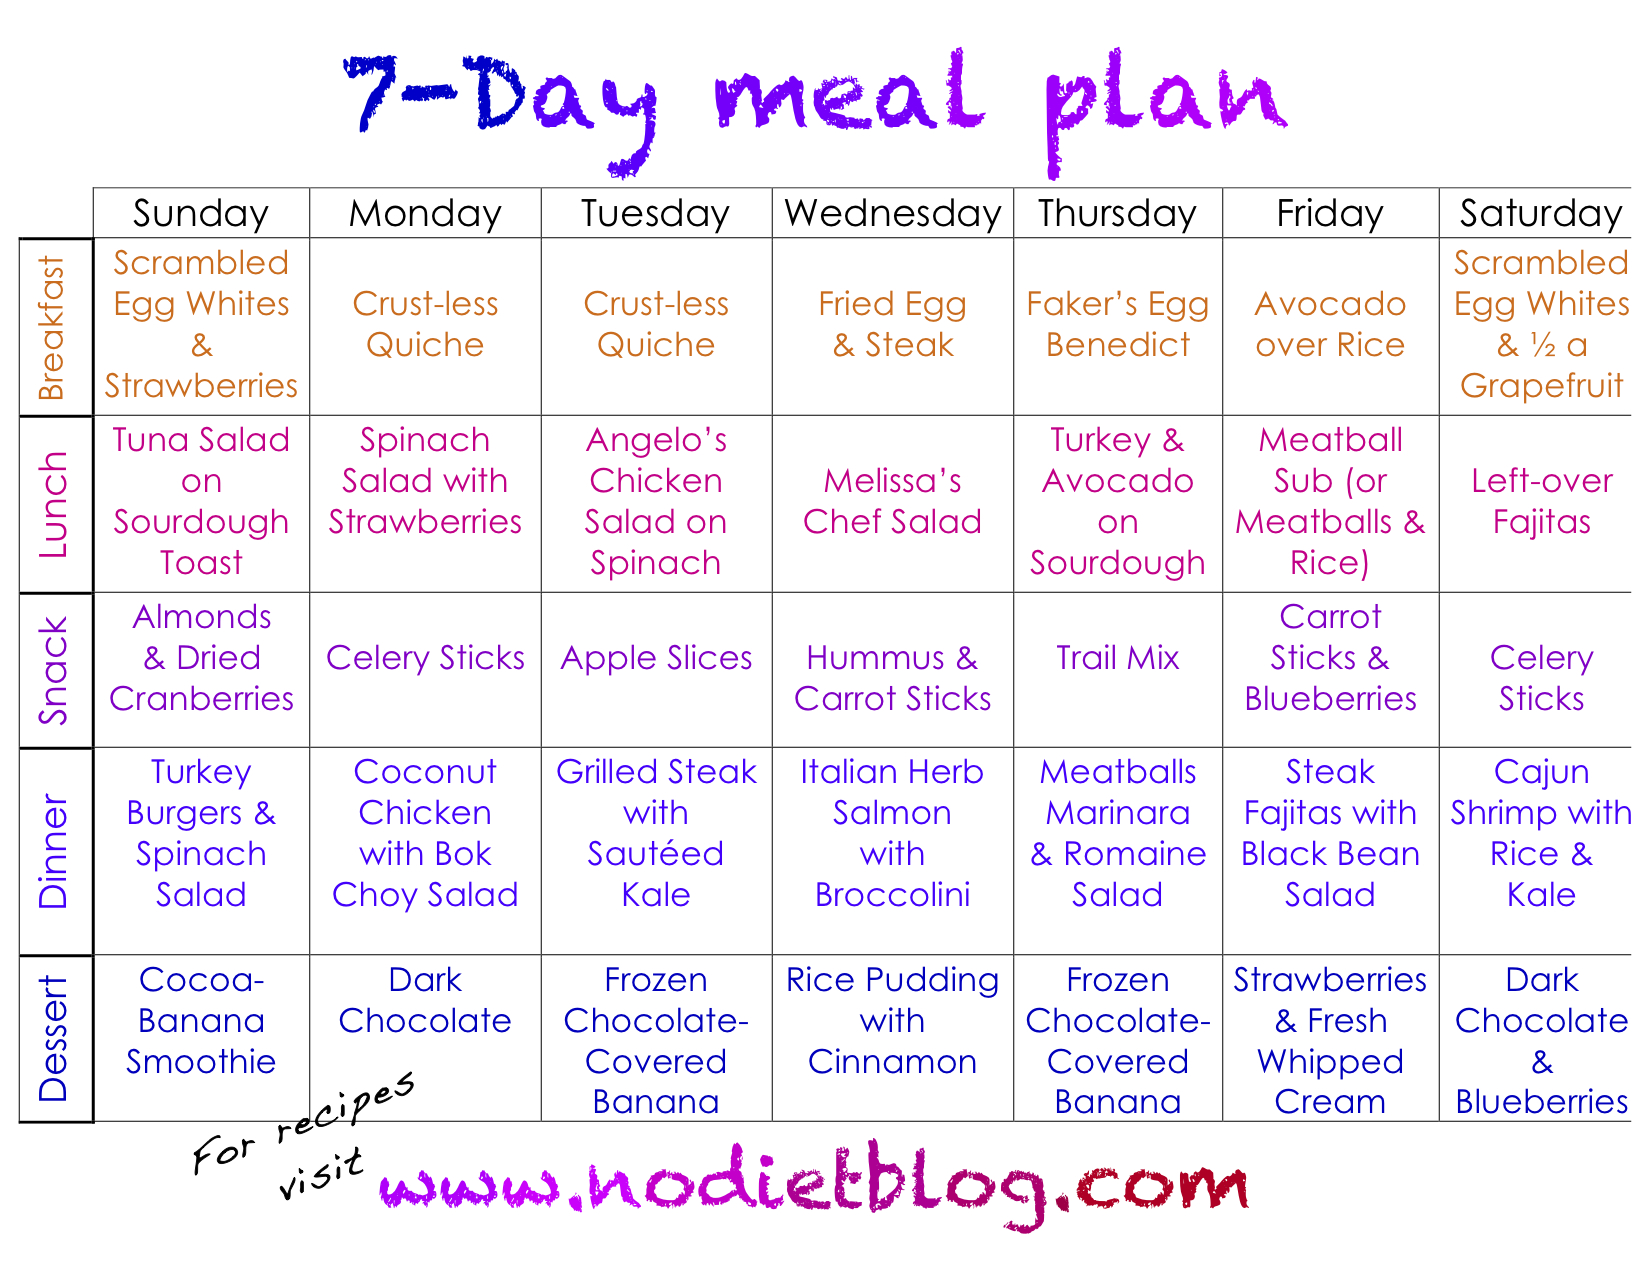 7-Day meal plan
Sunday Monday Tuesday Wednesday Thursday Friday Saturday
Breakfast
Scrambled
Egg Whites
&
Strawberries
Crust-less
Quiche
Crust-less
Quiche
Fried Egg
& Steak
Faker’s Egg
Benedict
Avocado
over Rice
Scrambled
Egg Whites
& ½ a
Grapefruit
Lunch
Tuna Salad
on
Sourdough
Toast
Spinach
Salad with
Strawberries
Angelo’s
Chicken
Salad on
Spinach
Melissa’s
Chef Salad
Turkey &
Avocado
on
Sourdough
Meatball
Sub (or
Meatballs &
Rice)
Left-over
Fajitas
Snack
Almonds
& Dried
Cranberries
Celery Sticks
Apple Slices
Hummus &
Carrot Sticks
Trail Mix
Carrot
Sticks &
Blueberries
Celery
Sticks
Dinner
Turkey
Burgers &
Spinach
Salad
Coconut
Chicken
with Bok
Choy Salad
Grilled Steak
with
Sautéed
Kale
Italian Herb
Salmon
with
Broccolini
Meatballs
Marinara
& Romaine
Salad
Steak
Fajitas with
Black Bean
Salad
Cajun
Shrimp with
Rice &
Kale
Dessert
Cocoa-
Banana
Smoothie
Dark
Chocolate
Frozen
Chocolate-
Covered
Banana
Rice Pudding
with
Cinnamon
Frozen
Chocolate-
Covered
Banana
Strawberries
& Fresh
Whipped
Cream
Dark
Chocolate
&
Blueberries
For recipes
visit
www.nodietblog.com